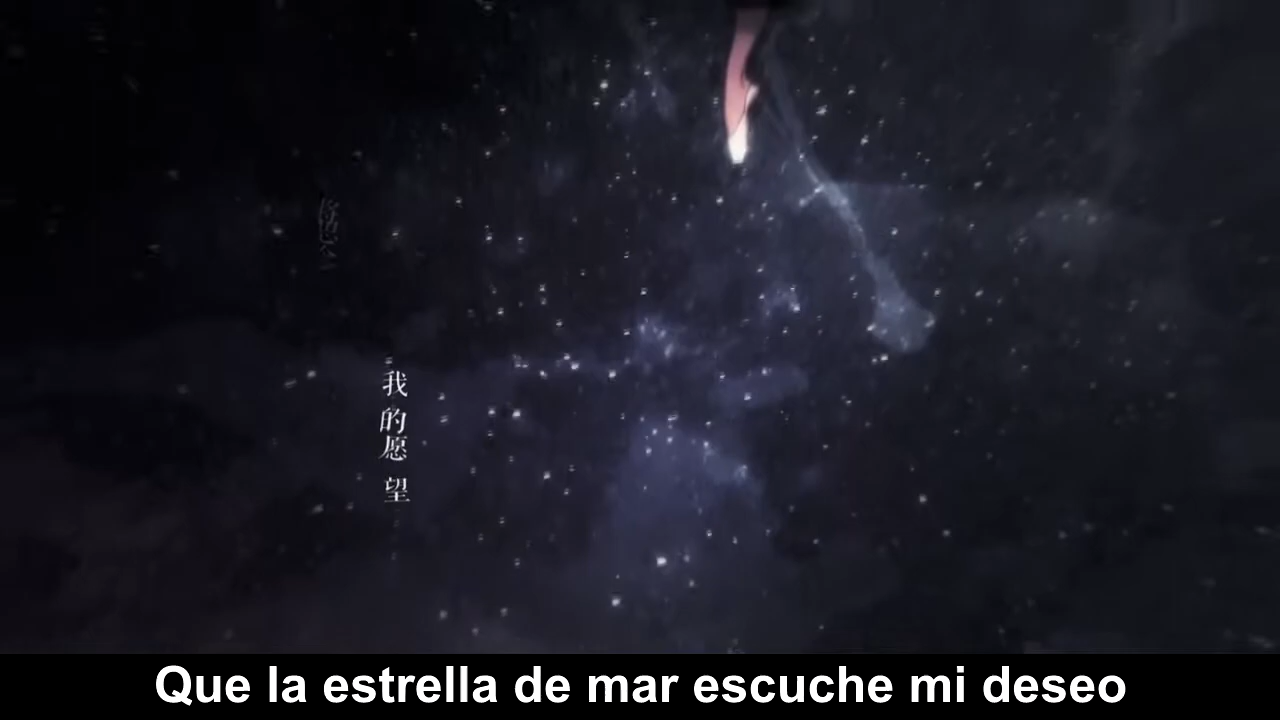 我的愿望
Que la estrella de mar escuche mi deseo